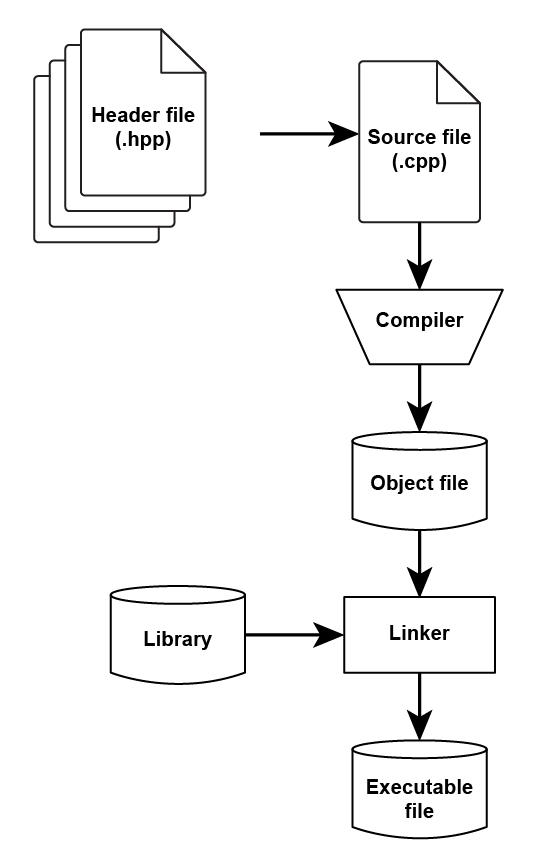 Header file
(.hpp)
Source file
(.cpp)
Compiler
Object file
Library
Linker
Executable
file